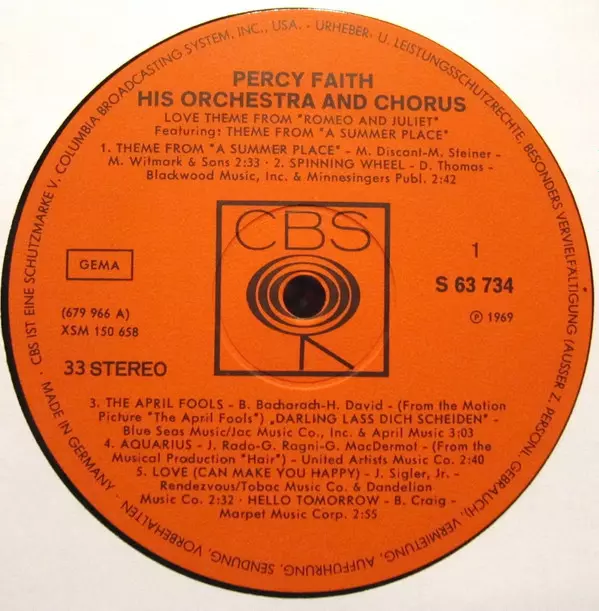 PERCY FAITH
HIS ORCHESTRA AND CHORUS
LOVE THEME FROM "ROMEO AND JULIET"
Featuring: THEME FROM "A SUMMER PLACE"
1. THEME FROM "A SUMMER PLACE" - M. Discant-M. Steiner -
M. Witmark & Sons 2:33 · 2. SPINNING WHEEL - D. Thomas -
Blackwood Music, Inc. & Minnesingers Publ. 2:42
CBS
GEMA
1
S 63 734
(679 966 A)
XSM 150 658
℗ 1969
33 STEREO
3. THE APRIL FOOLS - B. Bacharach-H. David - (From the Motion
Picture "The April Fools") „DARLING LASS DICH SCHEIDEN" -
Blue Seas Music/Jac Music Co., Inc. & April Music 3:03
4. AQUARIUS - J. Rado-G. Ragni-G. MacDermot - (From the
Musical Production "Hair") - United Artists Music Co. 2:40
5. LOVE (CAN MAKE YOU HAPPY) - J. Sigler, Jr. -
Rendezvous/Tobac Music Co. & Dandelion
Music Co. 2:32 · HELLO TOMORROW - B. Craig -
Marpet Music Corp. 2:55
MADE IN GERMANY · CBS IST EINE SCHUTZMARKE V. COLUMBIA BROADCASTING SYSTEM, INC., USA. - URHEBER- U. LEISTUNGSSCHUTZRECHTE, BESONDERS VERVIELFÄLTIGUNG (AUSSER Z. PERSÖNL. GEBRAUCH), VERMIETUNG, AUFFÜHRUNG, SENDUNG, VORBEHALTEN ·